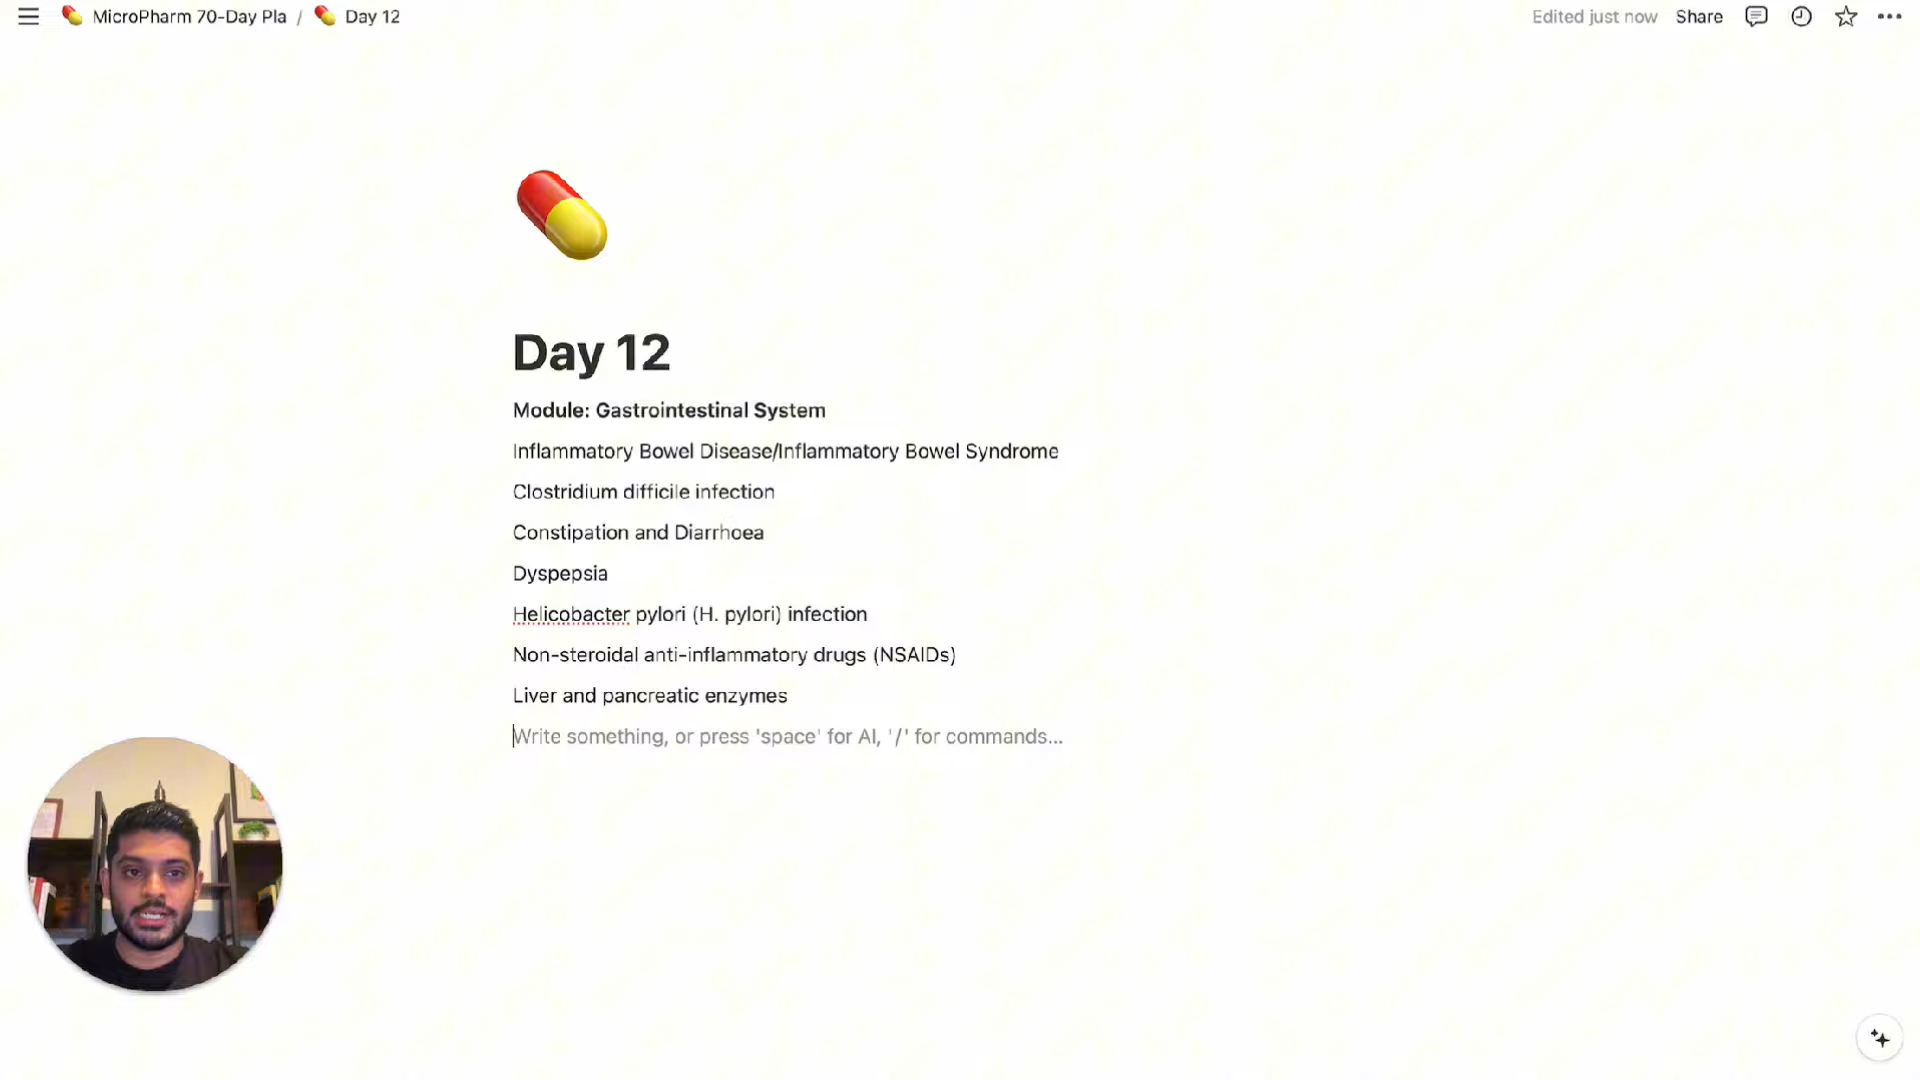 MicroPharm 70-Day Pla / Day 12
Edited just now Share
Day 12
Module: Gastrointestinal System
Inflammatory Bowel Disease/Inflammatory Bowel Syndrome
Clostridium difficile infection
Constipation and Diarrhoea
Dyspepsia
Helicobacter pylori (H. pylori) infection
Non-steroidal anti-inflammatory drugs (NSAIDs)
Liver and pancreatic enzymes
Write something, or press 'space' for AI, '/' for commands...